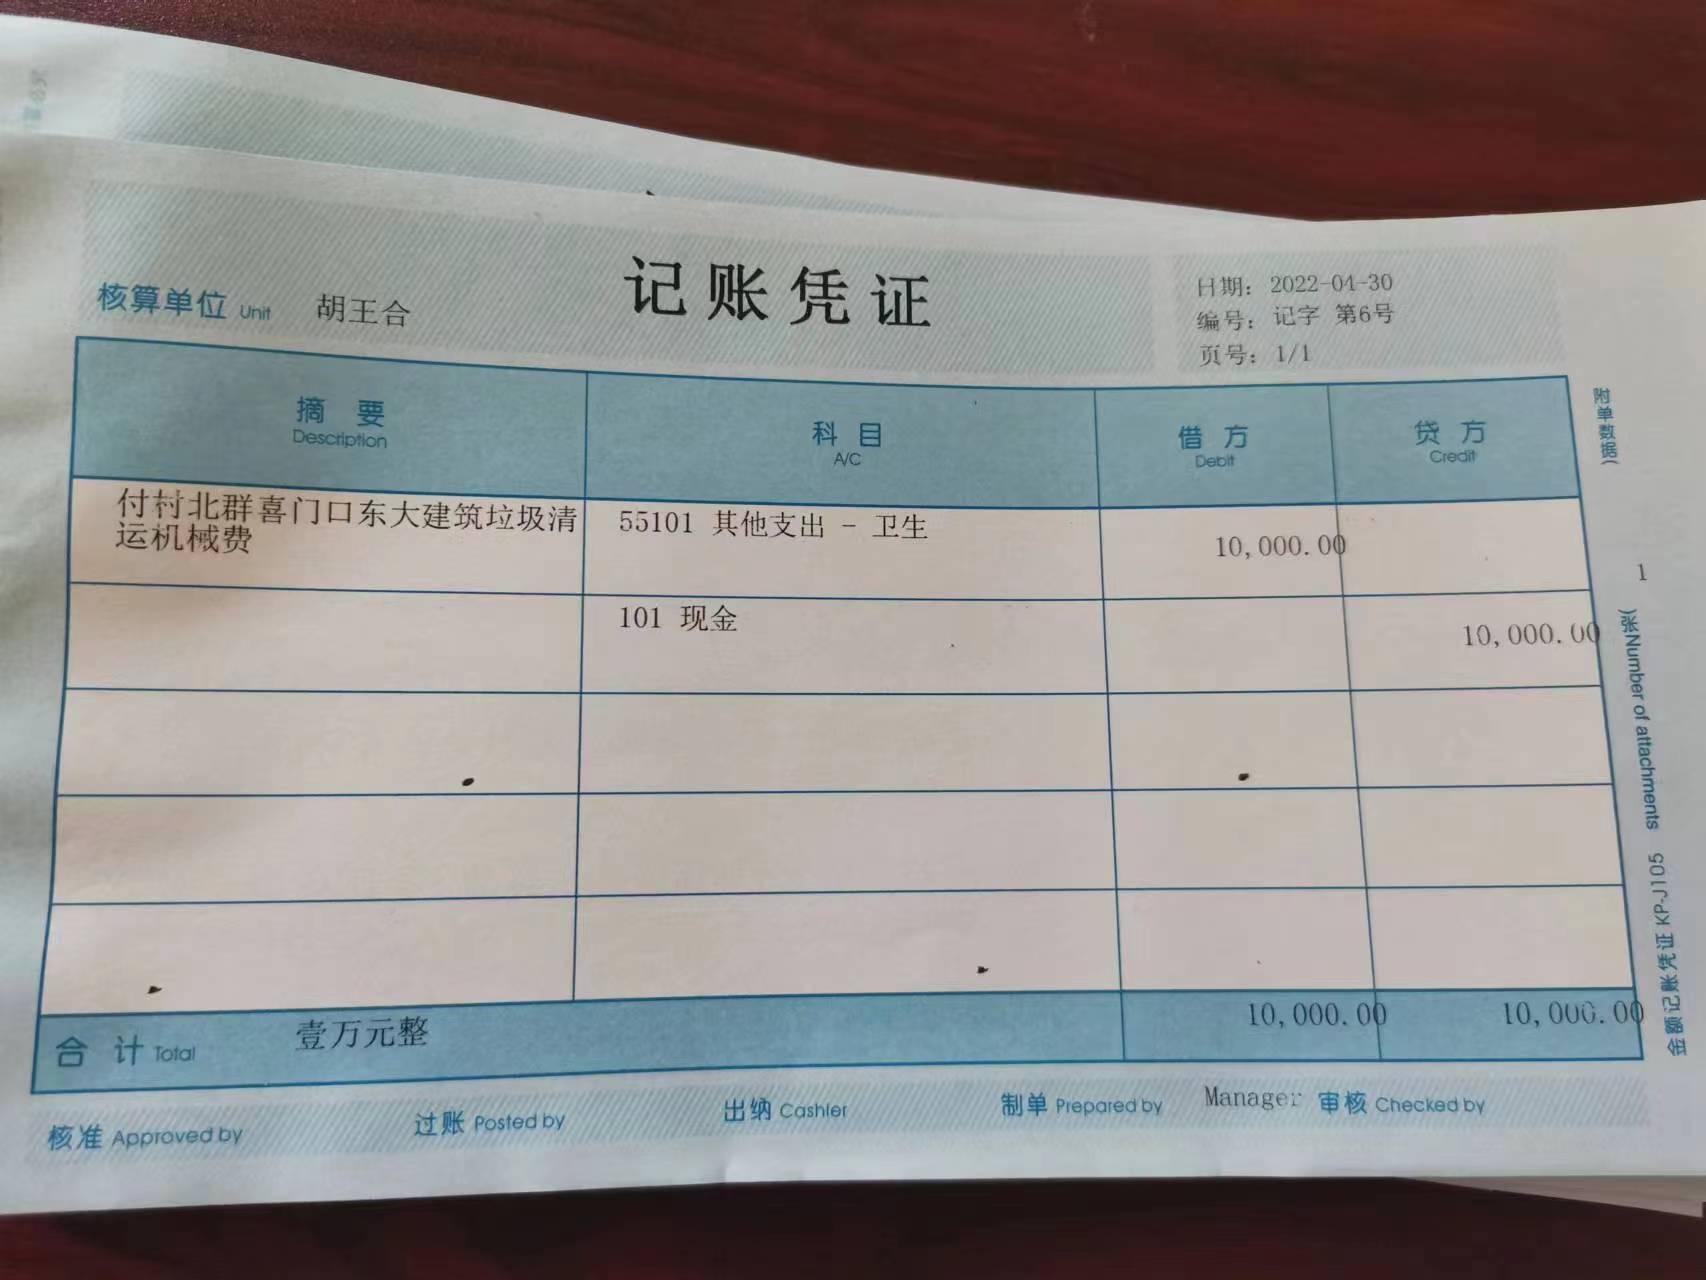 记账凭证
核算单位 Unit 胡王合
日期： 2022-04-30
编号： 记字 第6号
页号： 1/1
摘 要 科 目 借 方 贷 方
Description A/C Debit Credit
付村北群喜门口东大建筑垃圾清 55101 其他支出 - 卫生 10,000.00
运机械费
101 现金 10,000.00
合 计 Total 壹万元整 10,000.00 10,000.00
核准 Approved by 过账 Posted by 出纳 Cashier 制单 Prepared by Manager 审核 Checked by
附单数据(
1
)张Number of attachments
金额记账凭证 KP-J105